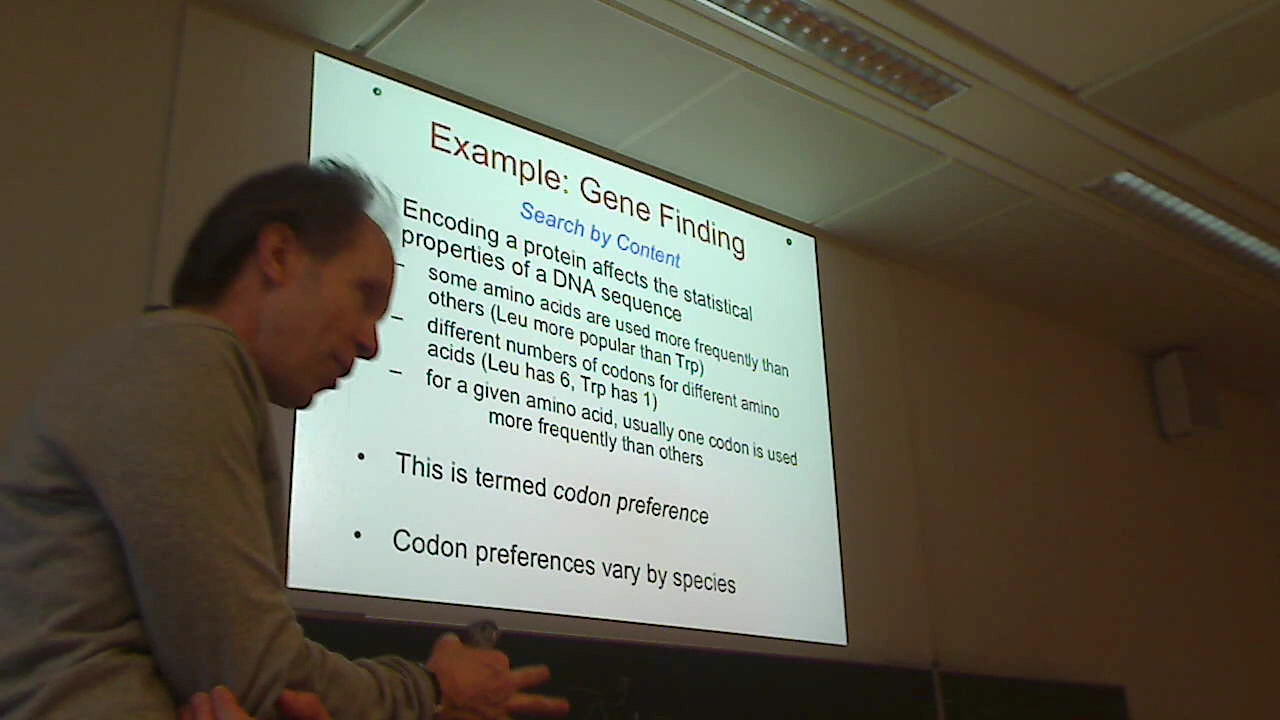 Example: Gene Finding
Search by Content
Encoding a protein affects the statistical
properties of a DNA sequence
– some amino acids are used more frequently than
others (Leu more popular than Trp)
– different numbers of codons for different amino
acids (Leu has 6, Trp has 1)
– for a given amino acid, usually one codon is used
more frequently than others
• This is termed codon preference
• Codon preferences vary by species